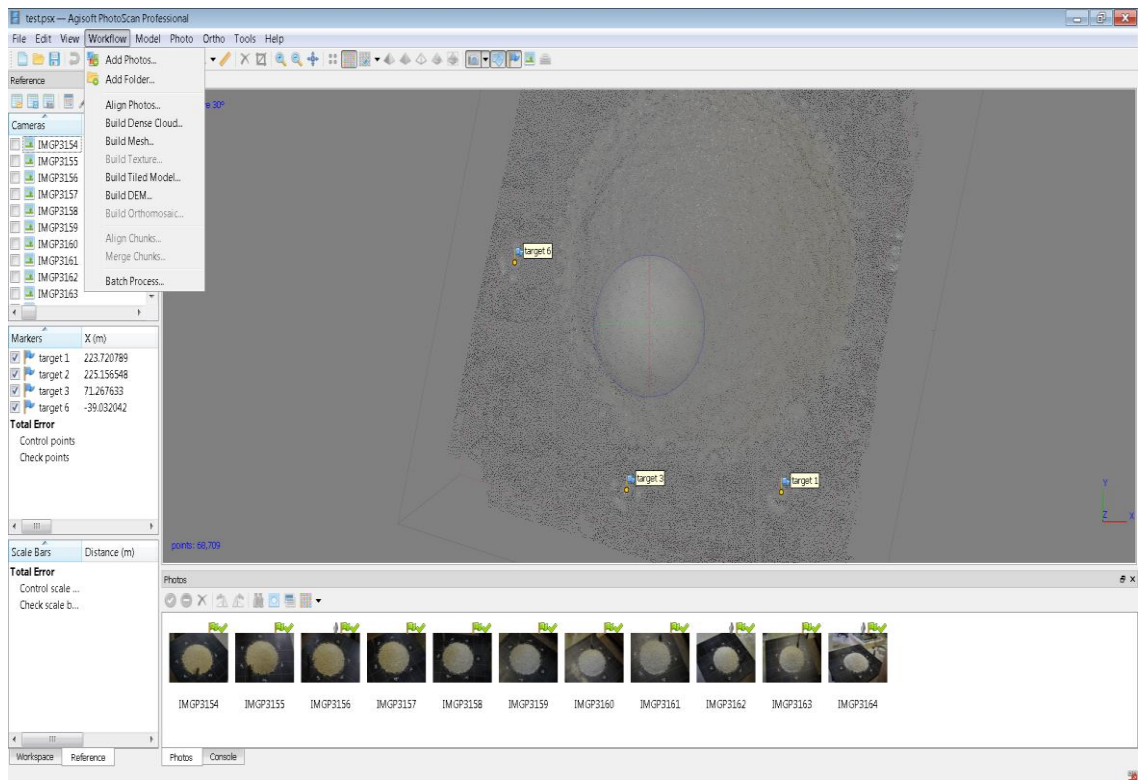 test.psx — Agisoft PhotoScan Professional
File Edit View Workflow Model Photo Ortho Tools Help
Add Photos...
Add Folder...
Align Photos...
Build Dense Cloud...
Build Mesh...
Build Texture...
Build Tiled Model...
Build DEM...
Build Orthomosaic...
Align Chunks...
Merge Chunks...
Batch Process...
Reference
Cameras
IMGP3154
IMGP3155
IMGP3156
IMGP3157
IMGP3158
IMGP3159
IMGP3160
IMGP3161
IMGP3162
IMGP3163
30°
target 6
target 3
target 1
Y
Z X
points: 68,709
Markers X (m)
target 1 223.720789
target 2 225.156548
target 3 71.267633
target 6 -39.032042
Total Error
Control points
Check points
Scale Bars Distance (m)
Total Error
Control scale ...
Check scale b...
Photos
IMGP3154 IMGP3155 IMGP3156 IMGP3157 IMGP3158 IMGP3159 IMGP3160 IMGP3161 IMGP3162 IMGP3163 IMGP3164
Workspace Reference
Photos Console